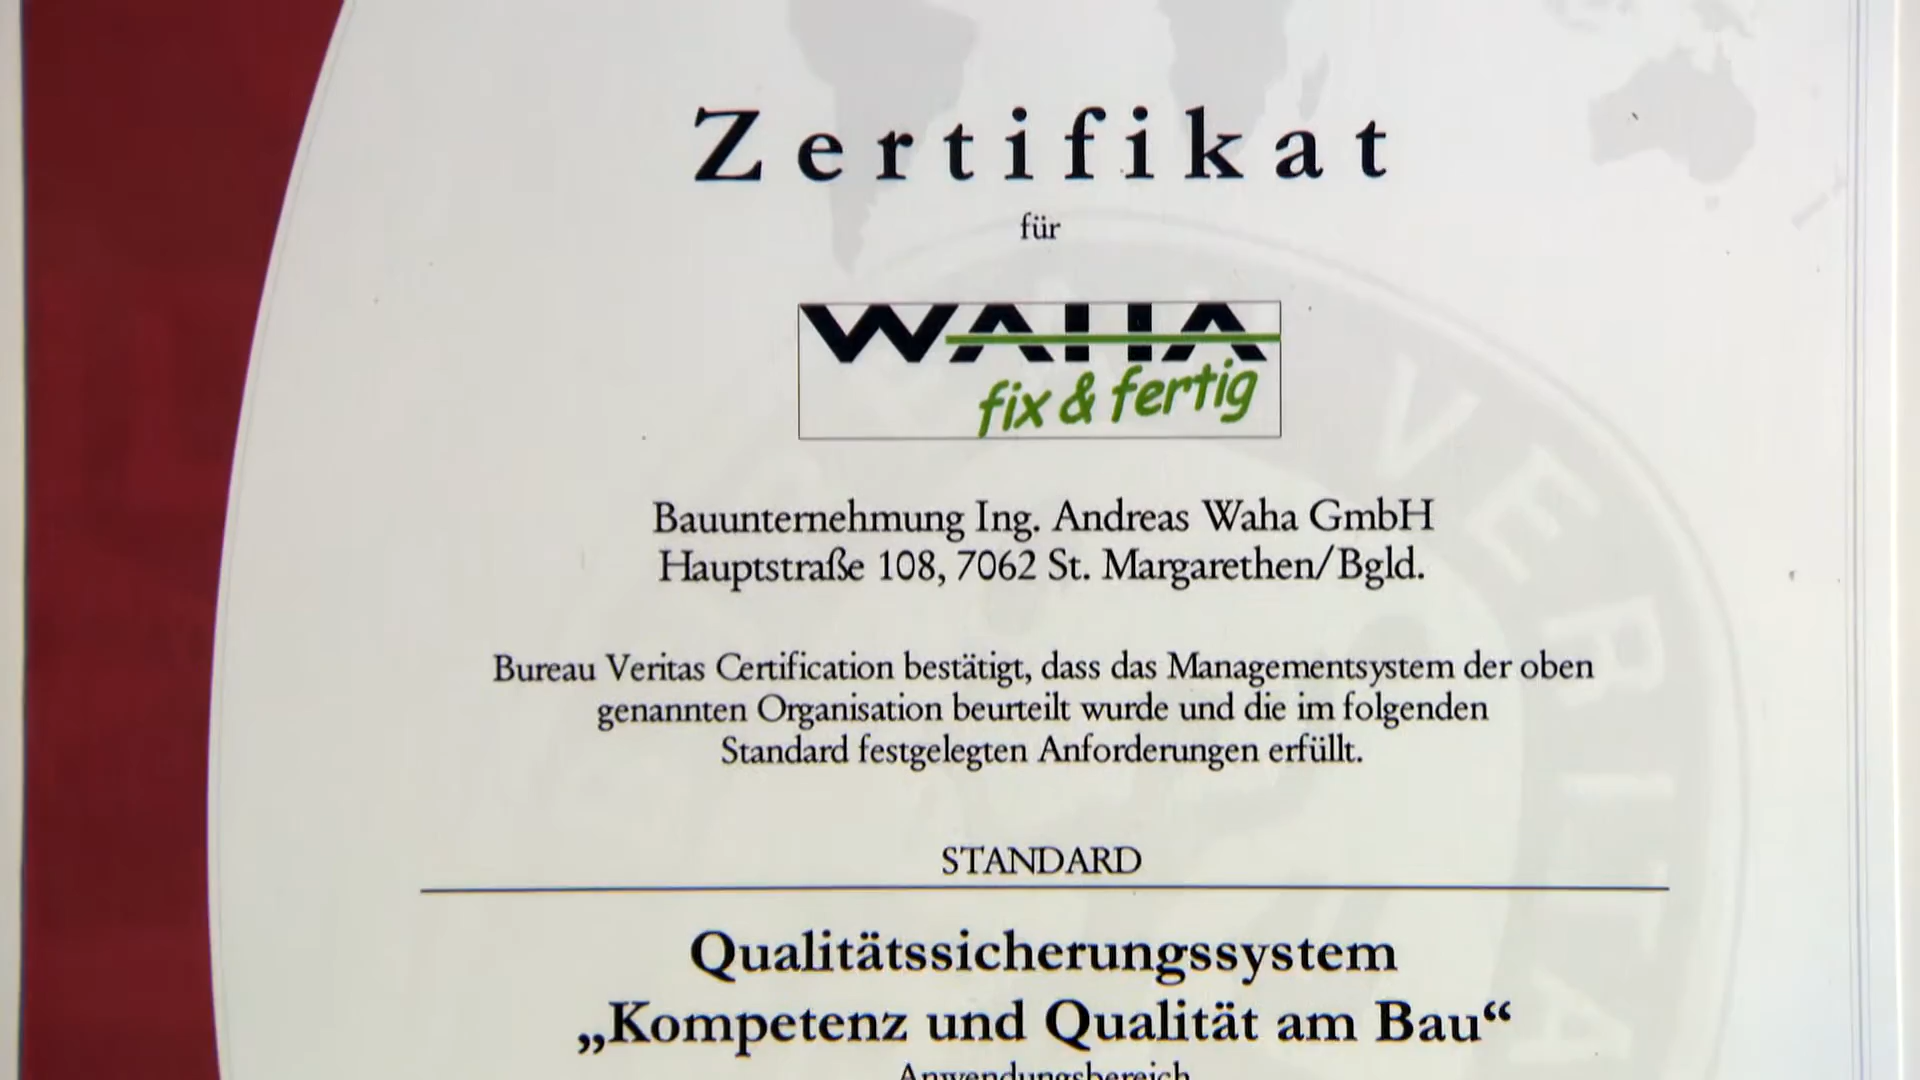 Zertifikat
für
WAHA
fix & fertig
Bauunternehmung Ing. Andreas Waha GmbH
Hauptstraße 108, 7062 St. Margarethen/Bgld.
Bureau Veritas Certification bestätigt, dass das Managementsystem der oben
genannten Organisation beurteilt wurde und die im folgenden
Standard festgelegten Anforderungen erfüllt.
STANDARD
Qualitätssicherungssystem
„Kompetenz und Qualität am Bau“
Anwendungsbereich